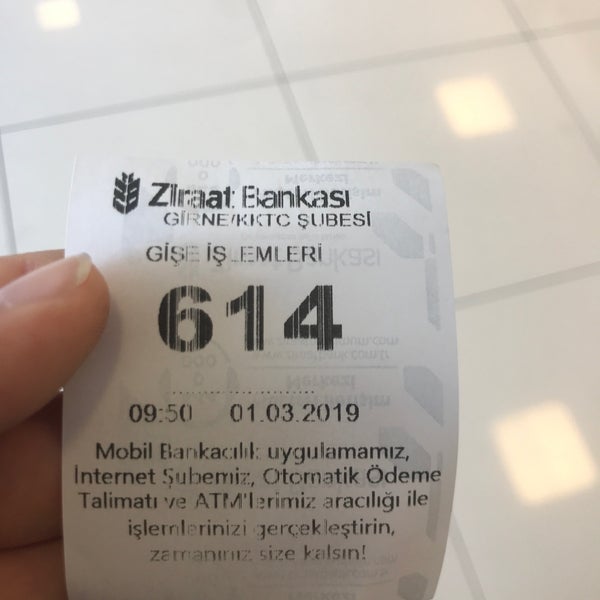 Ziraat Bankası
GİRNE/KKTC ŞUBESİ
GİŞE İŞLEMLERİ
614
09:50 01.03.2019
Mobil Bankacılık uygulamamız,
İnternet Şubemiz, Otomatik Ödeme
Talimatı ve ATM'lerimiz aracılığı ile
işlemlerinizi gerçekleştirin,
zamanınız size kalsın!